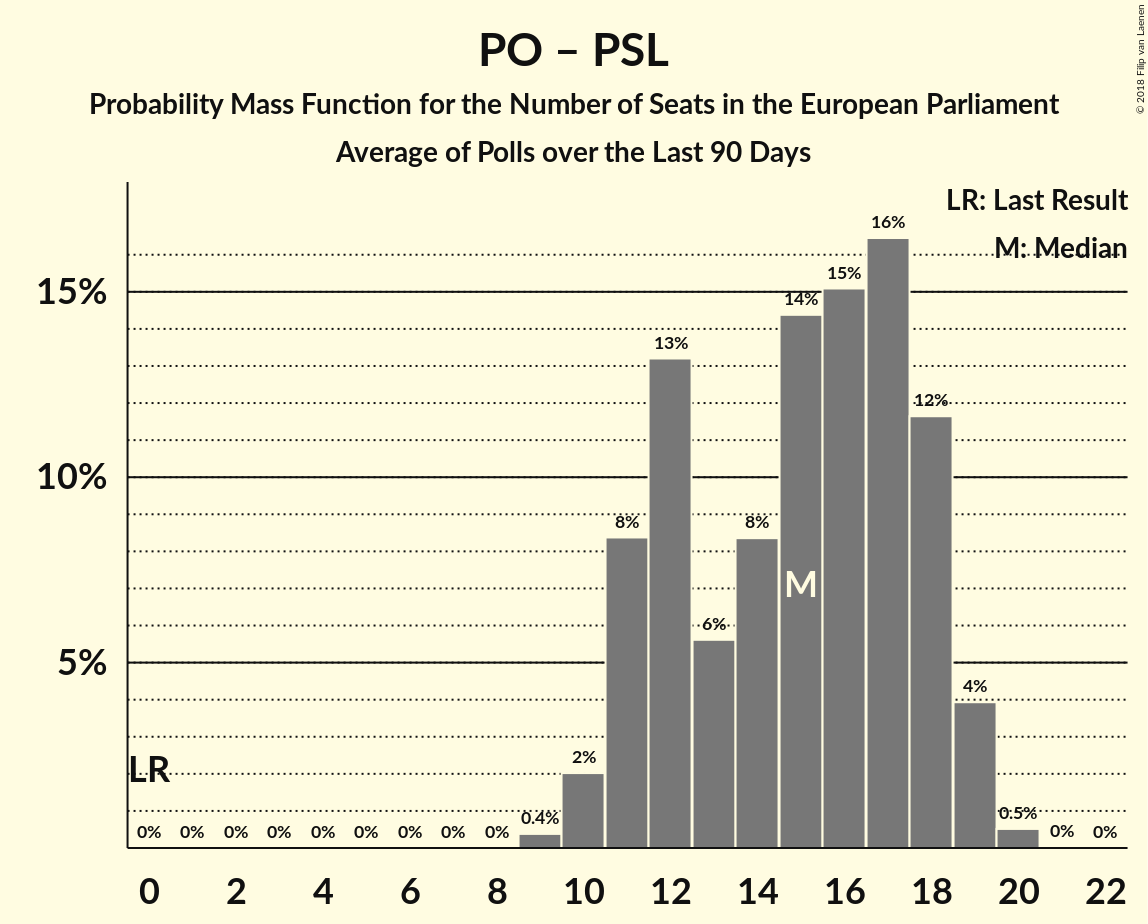 PO – PSL
Probability Mass Function for the Number of Seats in the European Parliament
Average of Polls over the Last 90 Days
© 2018 Filip van Laenen
LR: Last Result
M: Median
15%
10%
5%
LR
0% 0% 0% 0% 0% 0% 0% 0% 0% 0.4% 2% 8% 13% 6% 8% 14% 15% 16% 12% 4% 0.5% 0% 0%
M
0 2 4 6 8 10 12 14 16 18 20 22